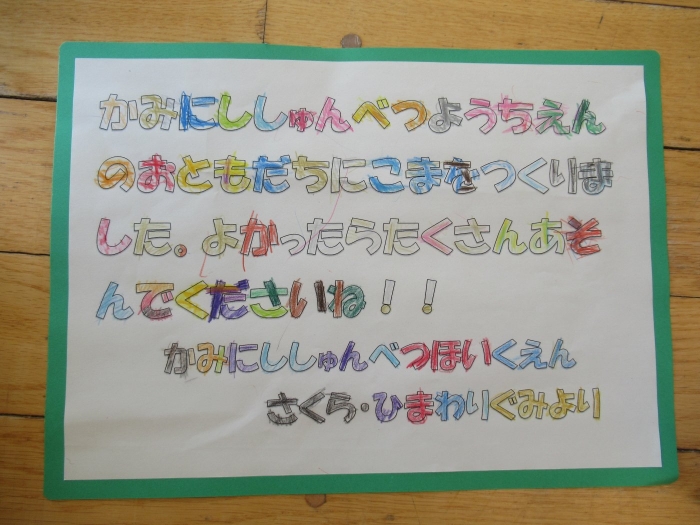 かみにししゅんべつようちえん
のおともだちにこまをつくりま
した。よかったらたくさんあそ
んでくださいね！！
かみにししゅんべつほいくえん
さくら・ひまわりぐみより